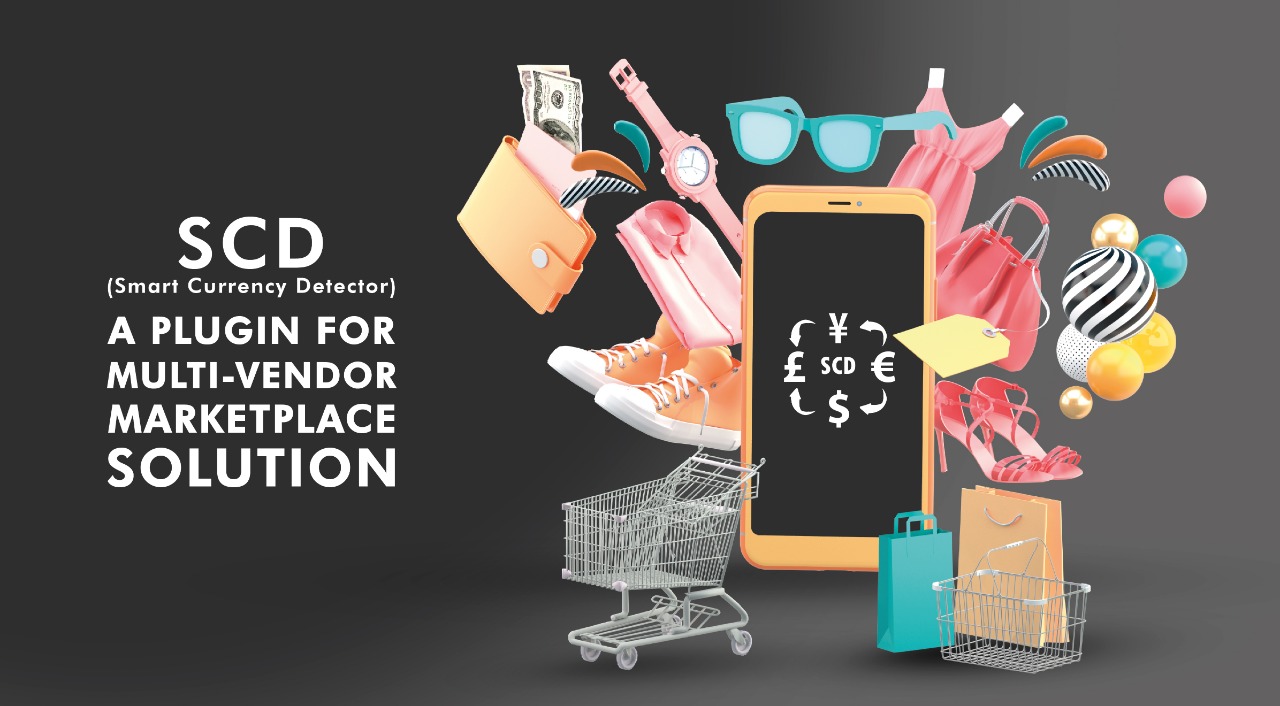 SCD
(Smart Currency Detector)
A PLUGIN FOR
MULTI-VENDOR
MARKETPLACE
SOLUTION
¥
£ SCD €
$